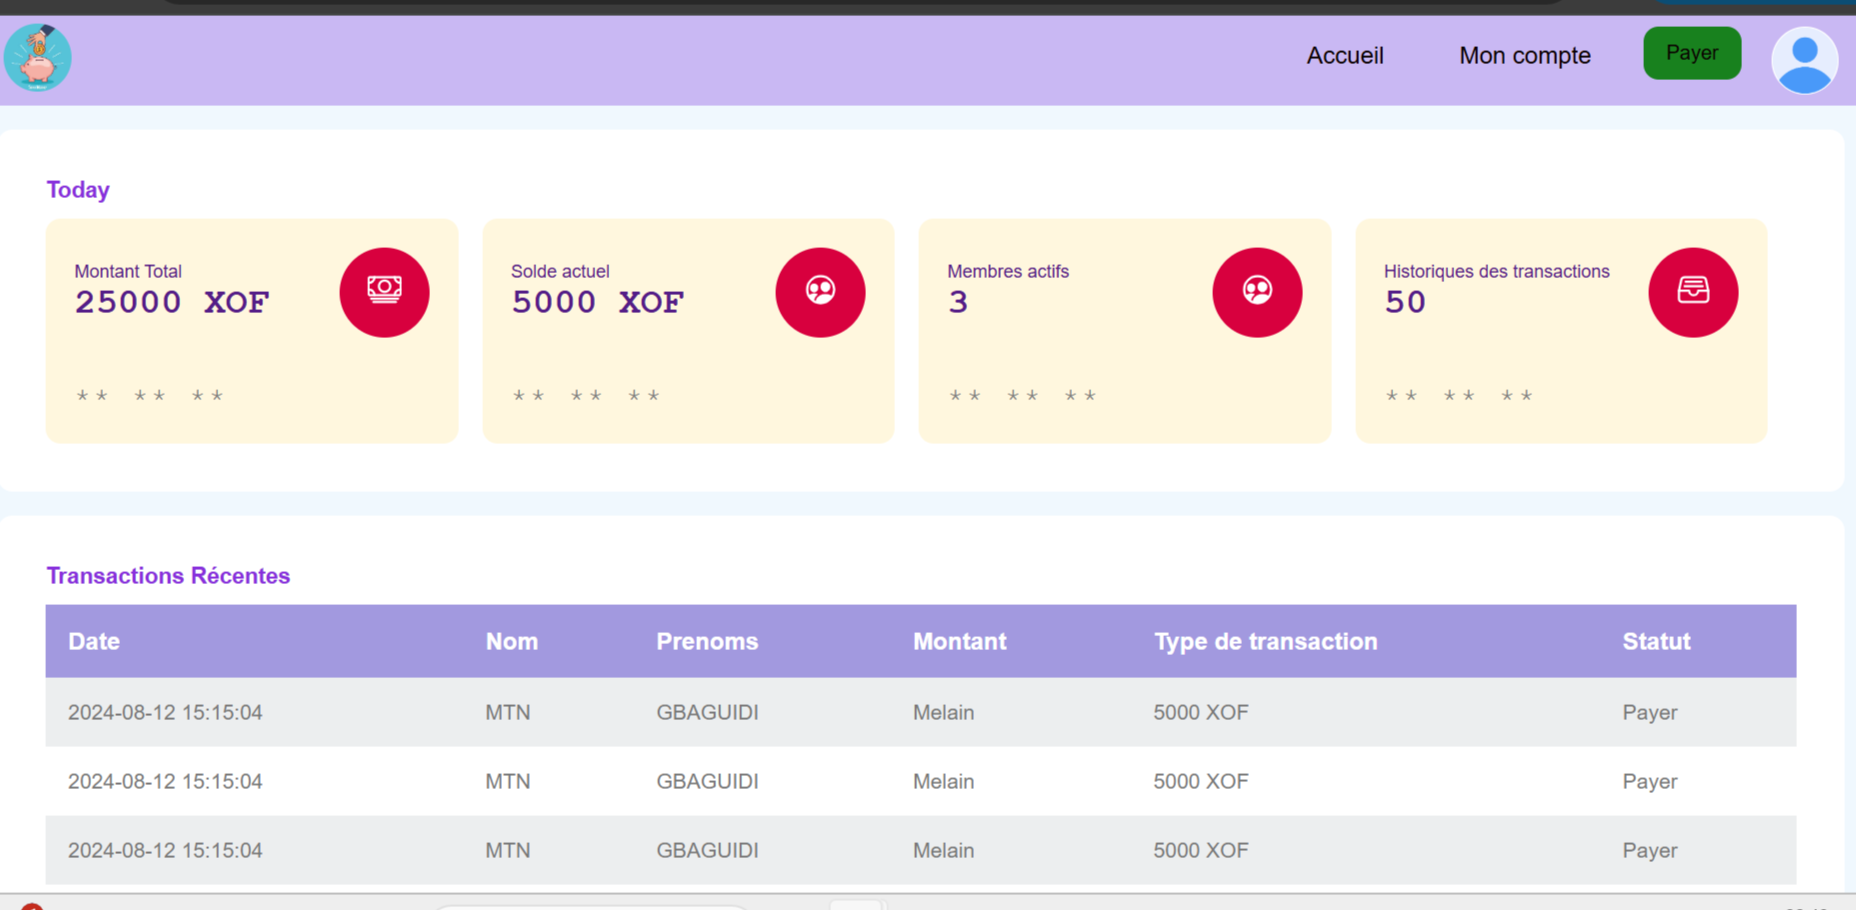 Accueil Mon compte Payer
Today
Montant Total
25000 XOF
** ** **
Solde actuel
5000 XOF
** ** **
Membres actifs
3
** ** **
Historiques des transactions
50
** ** **
Transactions Récentes
Date Nom Prenoms Montant Type de transaction Statut
2024-08-12 15:15:04 MTN GBAGUIDI Melain 5000 XOF Payer
2024-08-12 15:15:04 MTN GBAGUIDI Melain 5000 XOF Payer
2024-08-12 15:15:04 MTN GBAGUIDI Melain 5000 XOF Payer